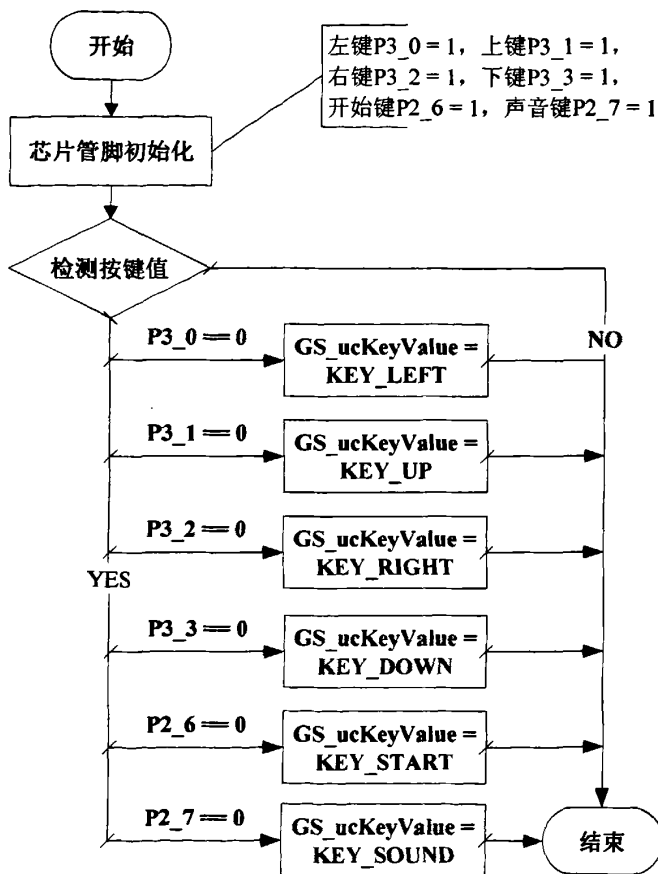 开始
左键P3_0 = 1，上键P3_1 = 1，
右键P3_2 = 1，下键P3_3 = 1，
开始键P2_6 = 1，声音键P2_7 = 1
芯片管脚初始化
检测按键值
NO
P3_0 == 0
GS_ucKeyValue =
KEY_LEFT
P3_1 == 0
GS_ucKeyValue =
KEY_UP
P3_2 == 0
GS_ucKeyValue =
KEY_RIGHT
YES
P3_3 == 0
GS_ucKeyValue =
KEY_DOWN
P2_6 == 0
GS_ucKeyValue =
KEY_START
P2_7 == 0
GS_ucKeyValue =
KEY_SOUND
结束